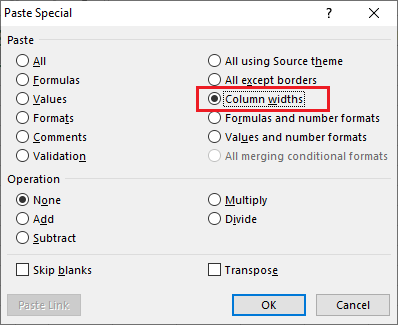 Paste Special
?
Paste
All
All using Source theme
Formulas
All except borders
Values
Column widths
Formats
Formulas and number formats
Comments
Values and number formats
Validation
All merging conditional formats
Operation
None
Multiply
Add
Divide
Subtract
Skip blanks
Transpose
Paste Link
OK
Cancel